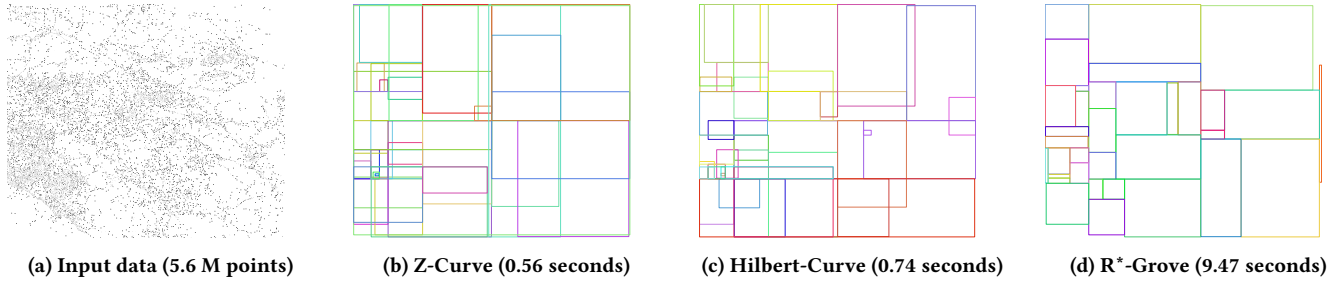 (a) Input data (5.6 M points)
(b) Z-Curve (0.56 seconds)
(c) Hilbert-Curve (0.74 seconds)
(d) R*-Grove (9.47 seconds)